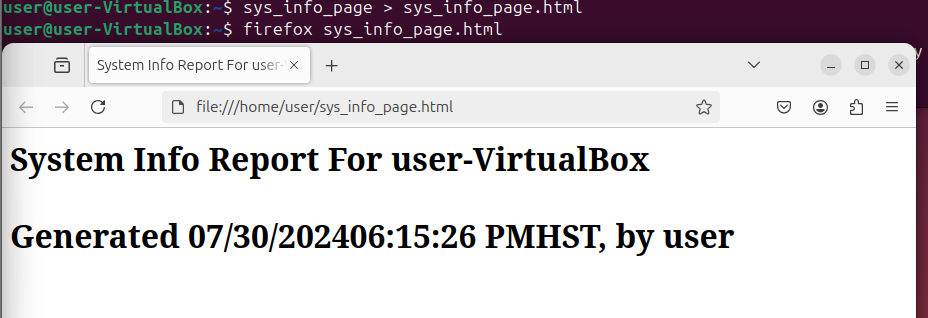 user@user-VirtualBox:~$ sys_info_page > sys_info_page.html
user@user-VirtualBox:~$ firefox sys_info_page.html
y
System Info Report For user-
file:///home/user/sys_info_page.html
System Info Report For user-VirtualBox
Generated 07/30/202406:15:26 PMHST, by user